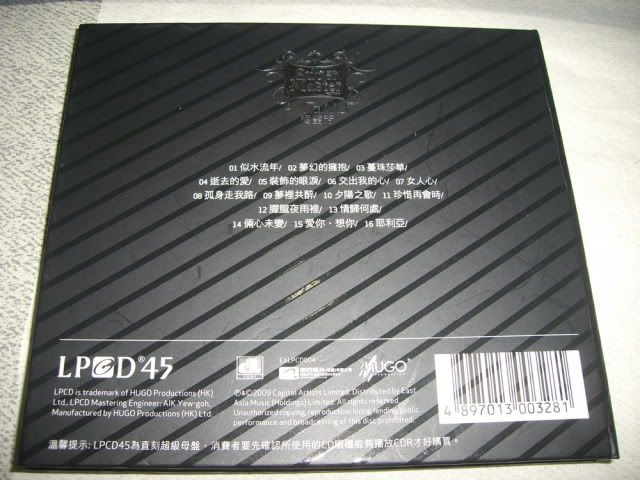 Super
Master
01 似水流年/ 02 夢幻的擁抱/ 03 蔓珠莎華/
04 逝去的愛/ 05 裝飾的眼淚/ 06 交出我的心/ 07 女人心/
08 孤身走我路/ 09 夢裡共醉/ 10 夕陽之歌/ 11 珍惜再會時/
12 朦朧夜雨裡/ 13 情歸何處/
14 倆心未變/ 15 愛你、想你/ 16 耶利亞/
LPCD®45
LPCD is trademark of HUGO Productions (HK)
Ltd., LPCD Mastering Engineer: AIK Yew-goh,
Manufactured by HUGO Productions (HK) Ltd.
EALPCD004
HUGO
℗&©2009 Capital Artists Limited. Distributed by East
Asia Music (Holdings) Limited. All rights reserved.
Unauthorized copying, reproduction, hiring, lending, public
performance and broadcasting of this disc prohibited.
4 897013 003281
溫馨提示: LPCD45為直刻超級母盤，消費者要先確認所使用的CD唱機能夠播放CDR才好購買。